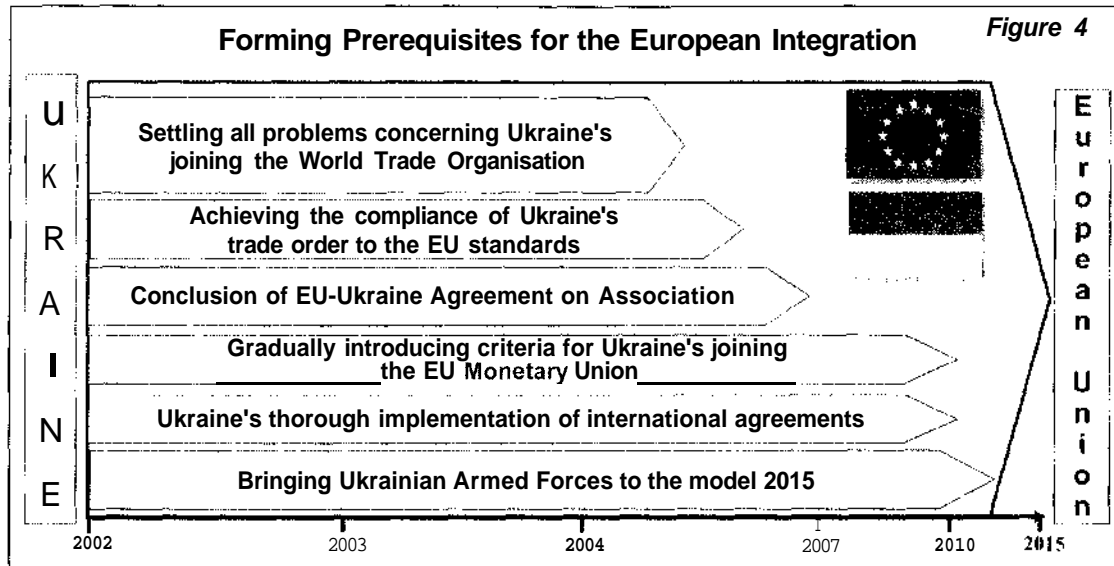 Figure 4
Forming Prerequisites for the European Integration
UKRAINE
Settling all problems concerning Ukraine's
joining the World Trade Organisation
Achieving the compliance of Ukraine's
trade order to the EU standards
Conclusion of EU-Ukraine Agreement on Association
Gradually introducing criteria for Ukraine's joining
the EU Monetary Union
Ukraine's thorough implementation of international agreements
Bringing Ukrainian Armed Forces to the model 2015
European Union
2002 2003 2004 2007 2010 2015